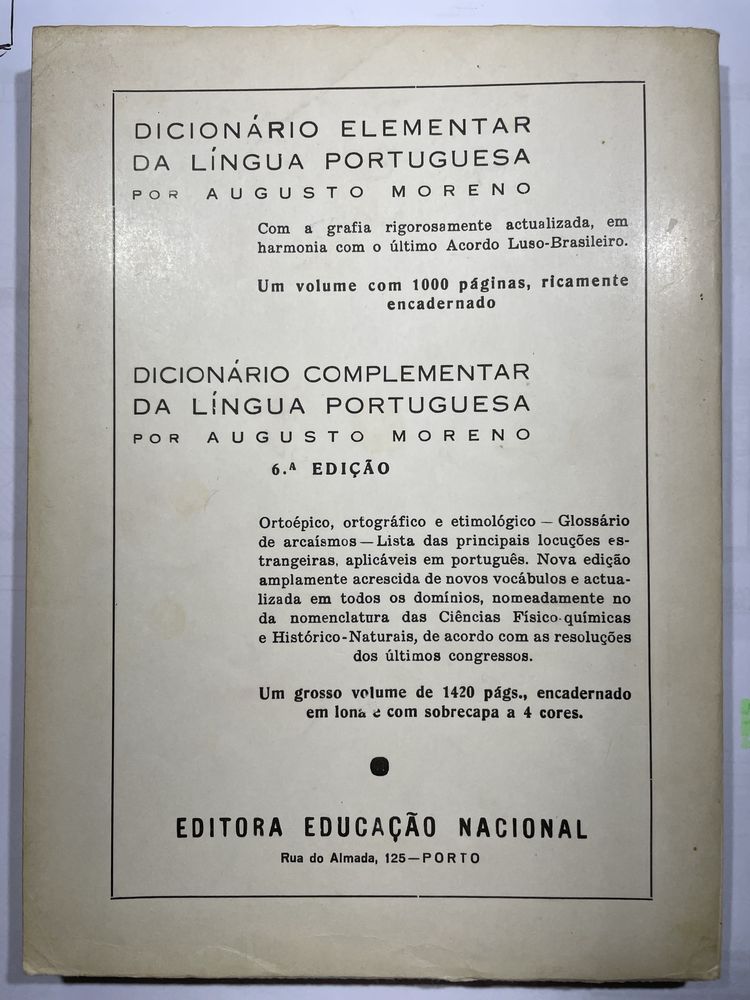 DICIONÁRIO ELEMENTAR
DA LÍNGUA PORTUGUESA
POR AUGUSTO MORENO
Com a grafia rigorosamente actualizada, em
harmonia com o último Acordo Luso-Brasileiro.
Um volume com 1000 páginas, ricamente
encadernado
DICIONÁRIO COMPLEMENTAR
DA LÍNGUA PORTUGUESA
POR AUGUSTO MORENO
6.ª EDIÇÃO
Ortoépico, ortográfico e etimológico — Glossário
de arcaísmos — Lista das principais locuções es-
trangeiras, aplicáveis em português. Nova edição
amplamente acrescida de novos vocábulos e actua-
lizada em todos os domínios, nomeadamente no
da nomenclatura das Ciências Físico-químicas
e Histórico-Naturais, de acordo com as resoluções
dos últimos congressos.
Um grosso volume de 1420 págs., encadernado
em lona e com sobrecapa a 4 cores.
EDITORA EDUCAÇÃO NACIONAL
Rua do Almada, 125 — PORTO